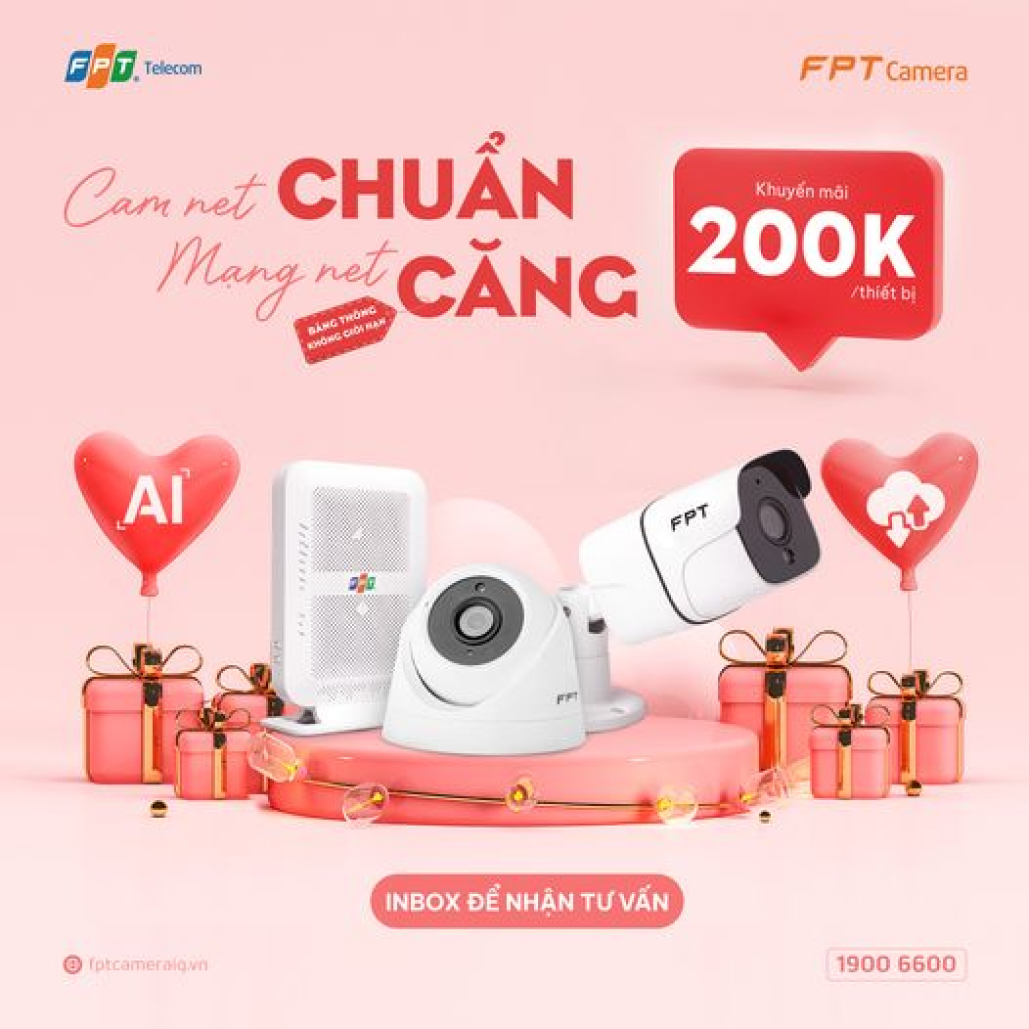 FPT Telecom
FPT Camera
Cam net CHUẨN
Mạng net CĂNG
BĂNG THÔNG
KHÔNG GIỚI HẠN
Khuyến mãi
200K
/thiết bị
AI
FPT
FPT
FPT
INBOX ĐỂ NHẬN TƯ VẤN
fptcameraiq.vn
1900 6600